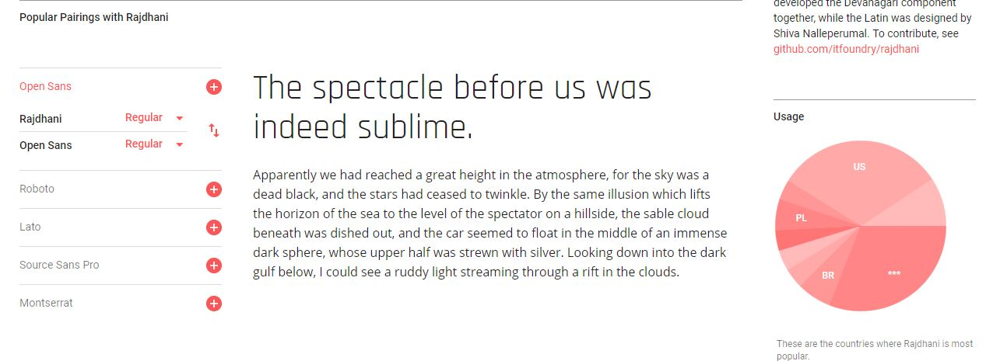 Popular Pairings with Rajdhani
Open Sans
Rajdhani Regular
Open Sans Regular
Roboto
Lato
Source Sans Pro
Montserrat
The spectacle before us was
indeed sublime.
Apparently we had reached a great height in the atmosphere, for the sky was a
dead black, and the stars had ceased to twinkle. By the same illusion which lifts
the horizon of the sea to the level of the spectator on a hillside, the sable cloud
beneath was dished out, and the car seemed to float in the middle of an immense
dark sphere, whose upper half was strewn with silver. Looking down into the dark
gulf below, I could see a ruddy light streaming through a rift in the clouds.
developed the Devanagari component
together, while the Latin was designed by
Shiva Nalleperumal. To contribute, see
github.com/itfoundry/rajdhani
Usage
US
PL
BR
***
These are the countries where Rajdhani is most
popular.